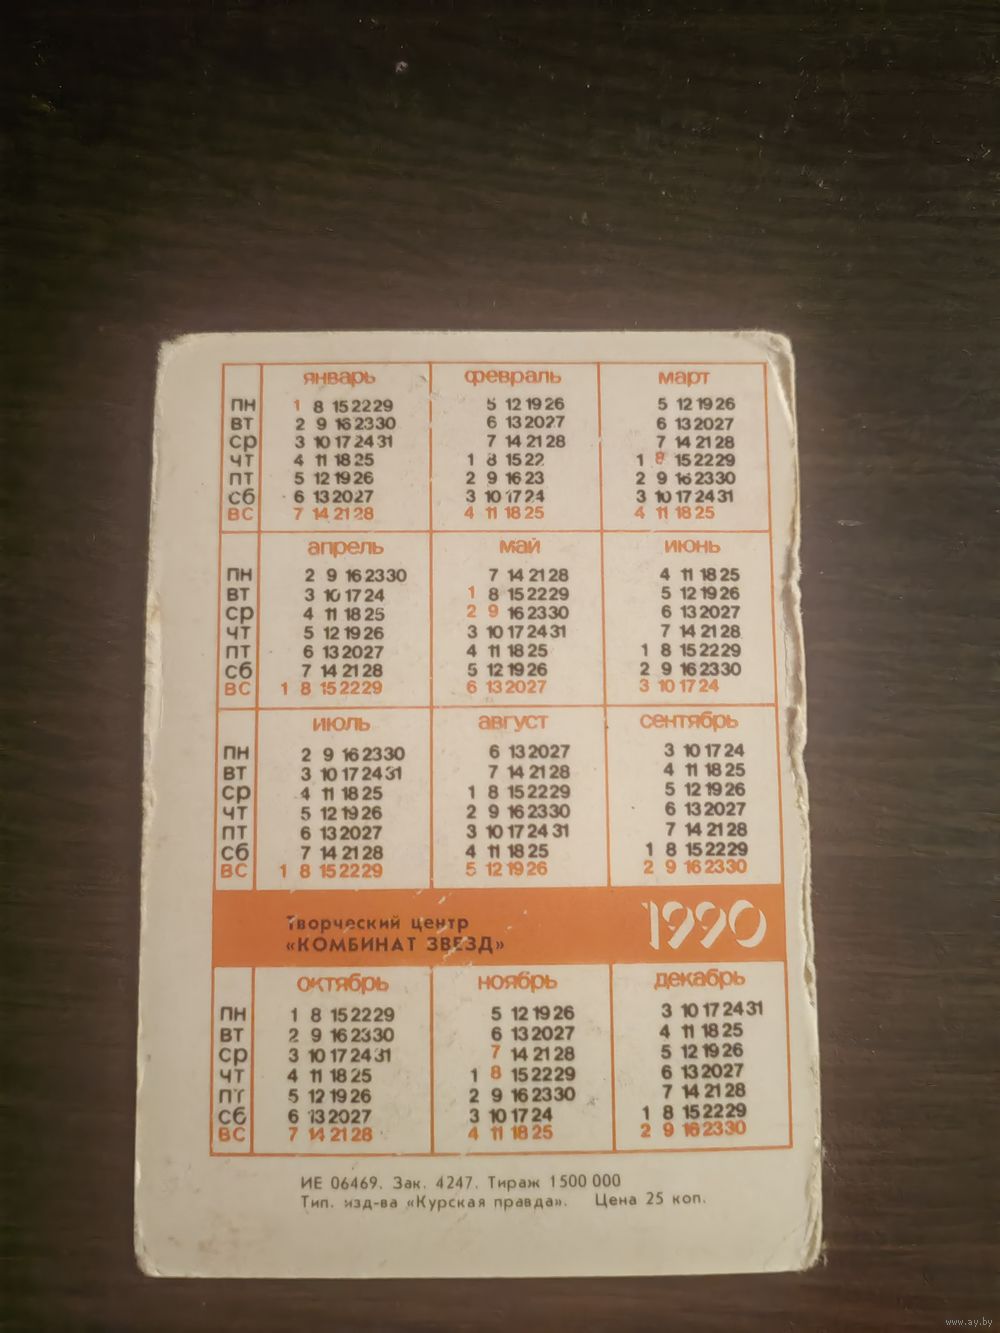 январь февраль март
ПН 1 8 15 22 29 5 12 19 26 5 12 19 26
ВТ 2 9 16 23 30 6 13 20 27 6 13 20 27
СР 3 10 17 24 31 7 14 21 28 7 14 21 28
ЧТ 4 11 18 25 1 8 15 22 1 8 15 22 29
ПТ 5 12 19 26 2 9 16 23 2 9 16 23 30
СБ 6 13 20 27 3 10 17 24 3 10 17 24 31
ВС 7 14 21 28 4 11 18 25 4 11 18 25
апрель май июнь
ПН 2 9 16 23 30 7 14 21 28 4 11 18 25
ВТ 3 10 17 24 1 8 15 22 29 5 12 19 26
СР 4 11 18 25 2 9 16 23 30 6 13 20 27
ЧТ 5 12 19 26 3 10 17 24 31 7 14 21 28
ПТ 6 13 20 27 4 11 18 25 1 8 15 22 29
СБ 7 14 21 28 5 12 19 26 2 9 16 23 30
ВС 1 8 15 22 29 6 13 20 27 3 10 17 24
июль август сентябрь
ПН 2 9 16 23 30 6 13 20 27 3 10 17 24
ВТ 3 10 17 24 31 7 14 21 28 4 11 18 25
СР 4 11 18 25 1 8 15 22 29 5 12 19 26
ЧТ 5 12 19 26 2 9 16 23 30 6 13 20 27
ПТ 6 13 20 27 3 10 17 24 31 7 14 21 28
СБ 7 14 21 28 4 11 18 25 1 8 15 22 29
ВС 1 8 15 22 29 5 12 19 26 2 9 16 23 30
Творческий центр
«КОМБИНАТ ЗВЕЗД» 1990
октябрь ноябрь декабрь
ПН 1 8 15 22 29 5 12 19 26 3 10 17 24 31
ВТ 2 9 16 23 30 6 13 20 27 4 11 18 25
СР 3 10 17 24 31 7 14 21 28 5 12 19 26
ЧТ 4 11 18 25 1 8 15 22 29 6 13 20 27
ПТ 5 12 19 26 2 9 16 23 30 7 14 21 28
СБ 6 13 20 27 3 10 17 24 1 8 15 22 29
ВС 7 14 21 28 4 11 18 25 2 9 16 23 30
ИЕ 06469. Зак. 4247. Тираж 1 500 000
Тип. изд-ва «Курская правда». Цена 25 коп.
www.ay.by